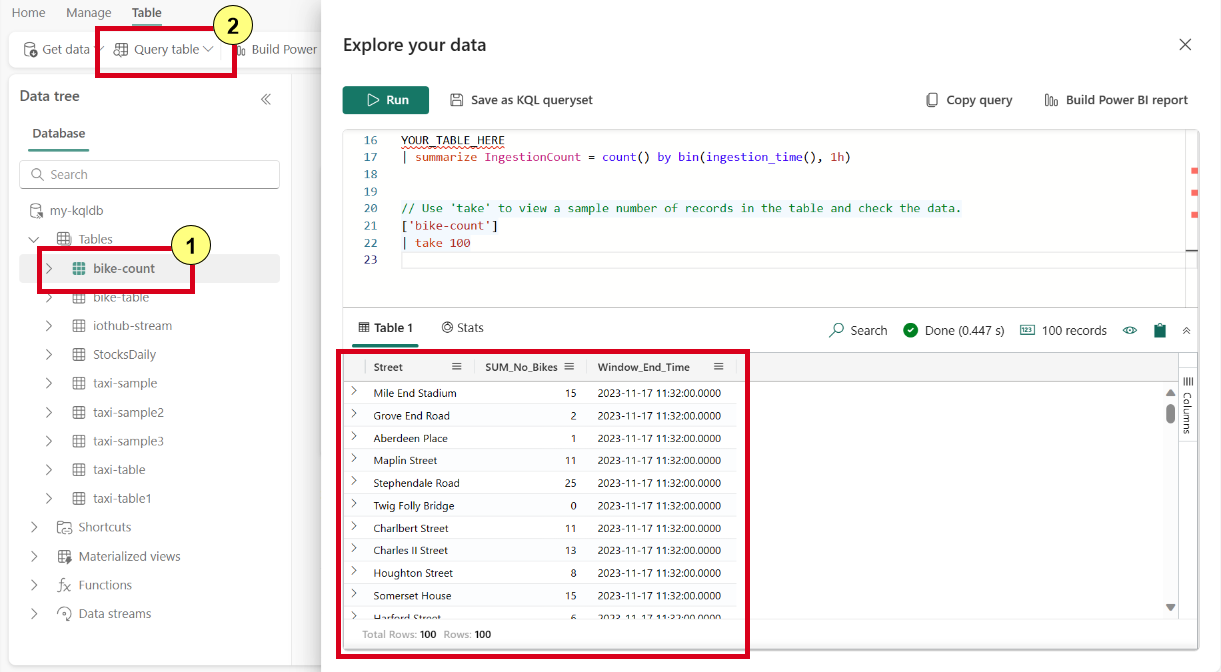 Home Manage Table
2
Get data Query table Build Power
Data tree
Database
Search
my-kqldb
Tables
1
bike-count
bike-table
iothub-stream
StocksDaily
taxi-sample
taxi-sample2
taxi-sample3
taxi-table
taxi-table1
Shortcuts
Materialized views
fx Functions
Data streams
Explore your data
Run Save as KQL queryset Copy query Build Power BI report
16 YOUR_TABLE_HERE
17 | summarize IngestionCount = count() by bin(ingestion_time(), 1h)
18
19
20 // Use 'take' to view a sample number of records in the table and check the data.
21 ['bike-count']
22 | take 100
23
Table 1 Stats Search Done (0.447 s) 123 100 records
Street SUM_No_Bikes Window_End_Time
Mile End Stadium 15 2023-11-17 11:32:00.0000
Grove End Road 2 2023-11-17 11:32:00.0000
Aberdeen Place 1 2023-11-17 11:32:00.0000
Maplin Street 11 2023-11-17 11:32:00.0000
Stephendale Road 25 2023-11-17 11:32:00.0000
Twig Folly Bridge 0 2023-11-17 11:32:00.0000
Charlbert Street 11 2023-11-17 11:32:00.0000
Charles II Street 13 2023-11-17 11:32:00.0000
Houghton Street 8 2023-11-17 11:32:00.0000
Somerset House 15 2023-11-17 11:32:00.0000
Harford Street 6 2023-11-17 11:32:00.0000
Total Rows: 100 Rows: 100
Columns